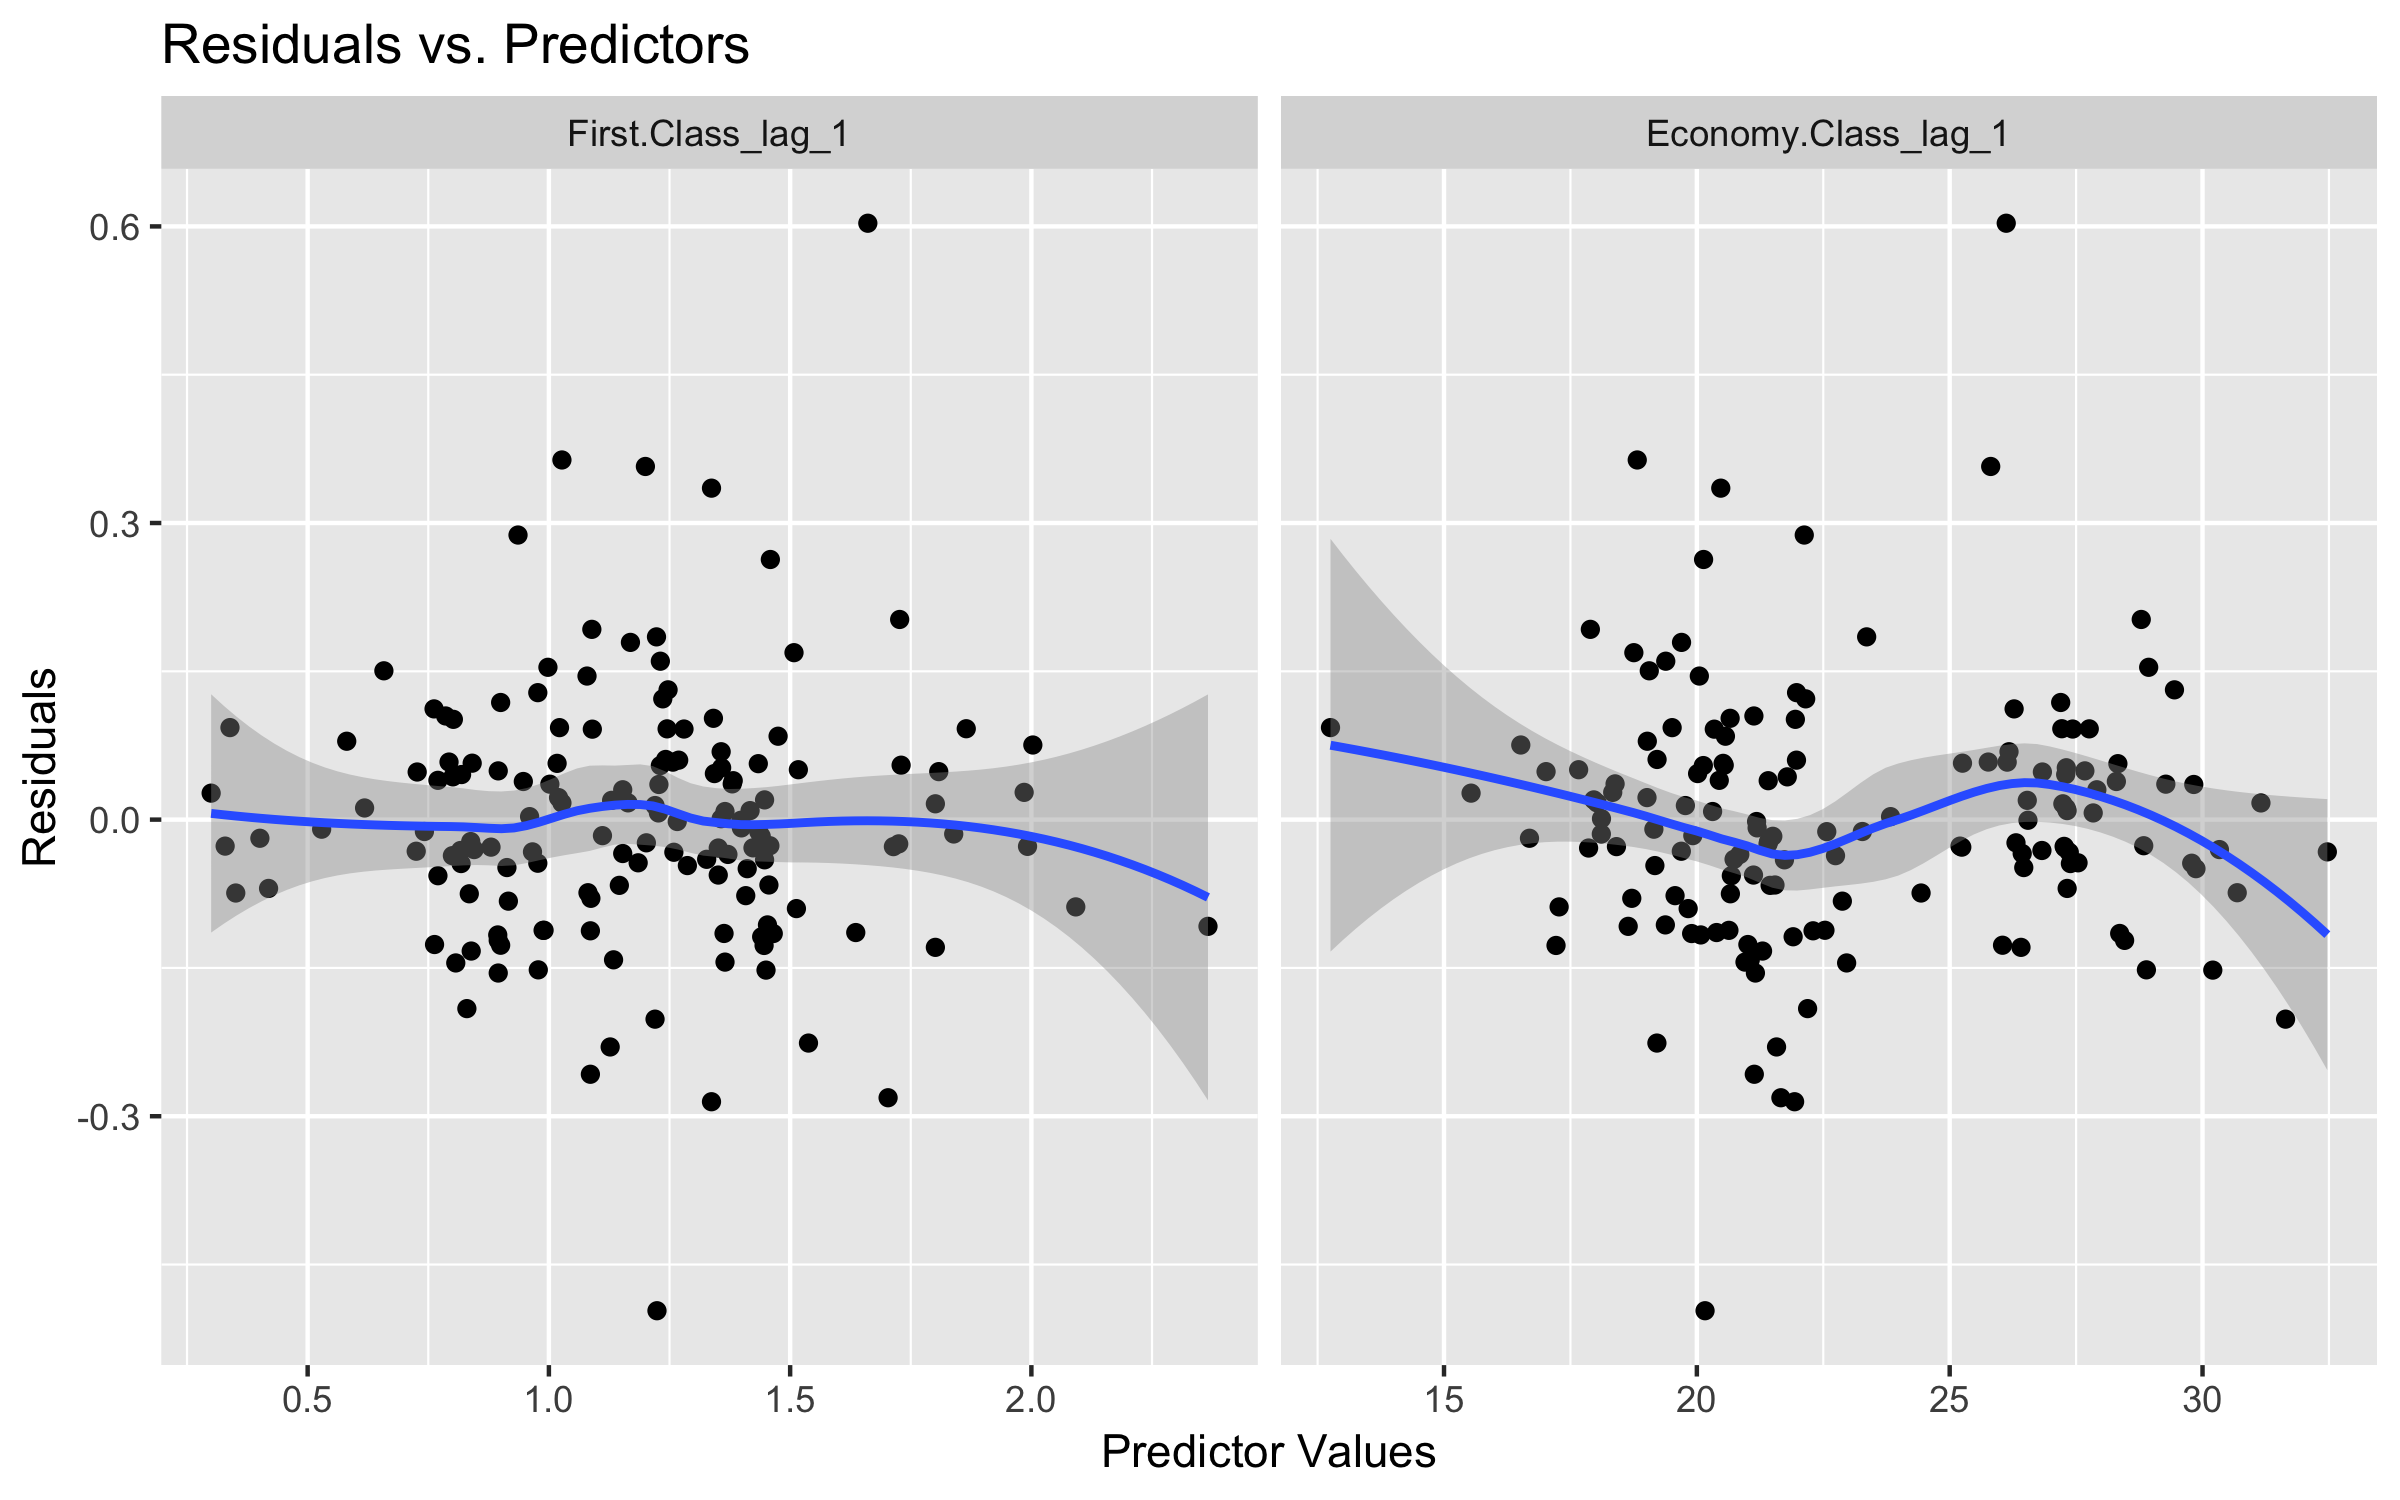 Residuals vs. Predictors
First.Class_lag_1
Economy.Class_lag_1
Residuals
0.6
0.3
0.0
-0.3
0.5 1.0 1.5 2.0
15 20 25 30
Predictor Values